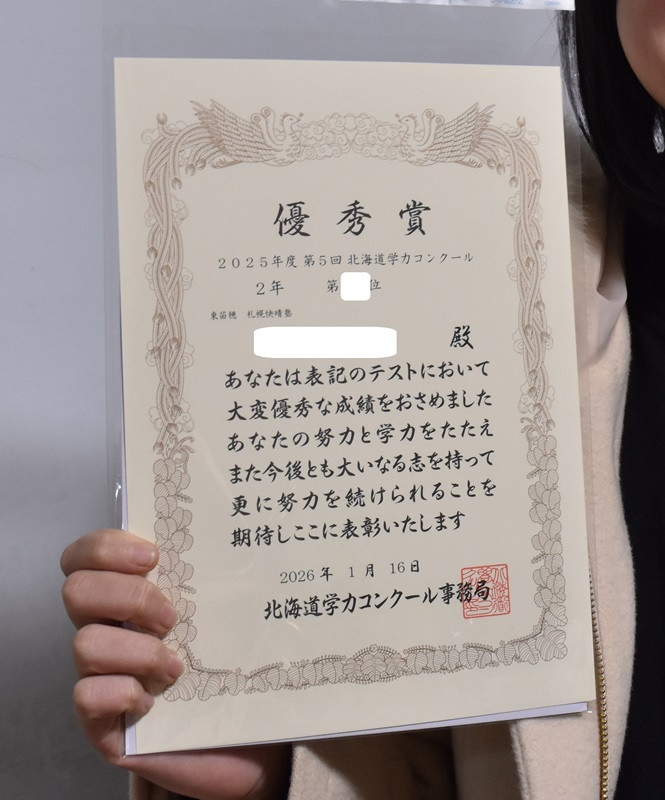 優秀賞
2025年度 第5回 北海道学力コンクール
2年 第 位
東苗穂 札幌快晴塾
殿
あなたは表記のテストにおいて
大変優秀な成績をおさめました
あなたの努力と学力をたたえ
また今後とも大いなる志を持って
更に努力を続けられることを
期待しここに表彰いたします
2026年 1月 16日
北海道学力コンクール事務局